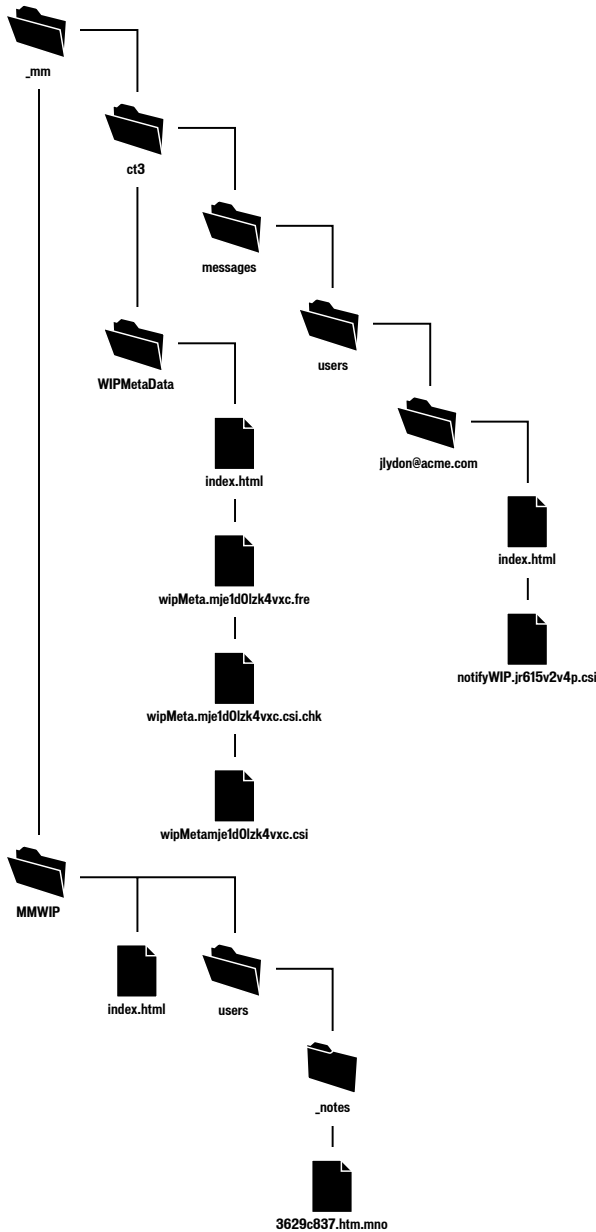 _mm
ct3
messages
users
WIPMetaData
jlydon@acme.com
index.html
index.html
wipMeta.mje1d0lzk4vxc.fre
notifyWIP.jr615v2v4p.csi
wipMeta.mje1d0lzk4vxc.csi.chk
wipMetamje1d0lzk4vxc.csi
MMWIP
index.html
users
_notes
3629c837.htm.mno